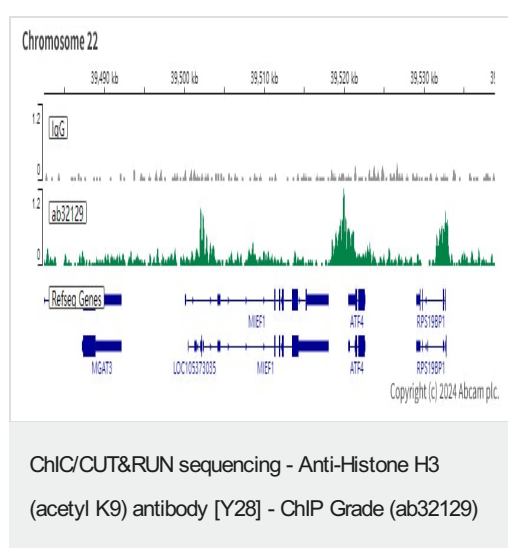 Chromosome 22
39,490 kb 39,500 kb 39,510 kb 39,520 kb 39,530 kb
1.2
IgG
0
1.2
ab32129
0
Refseq Genes
MIEF1 ATF4 RPS19BP1
MGAT3 LOC105373035 MIEF1 ATF4 RPS19BP1
Copyright (c) 2024 Abcam plc.
ChIC/CUT&RUN sequencing - Anti-Histone H3
(acetyl K9) antibody [Y28] - ChIP Grade (ab32129)